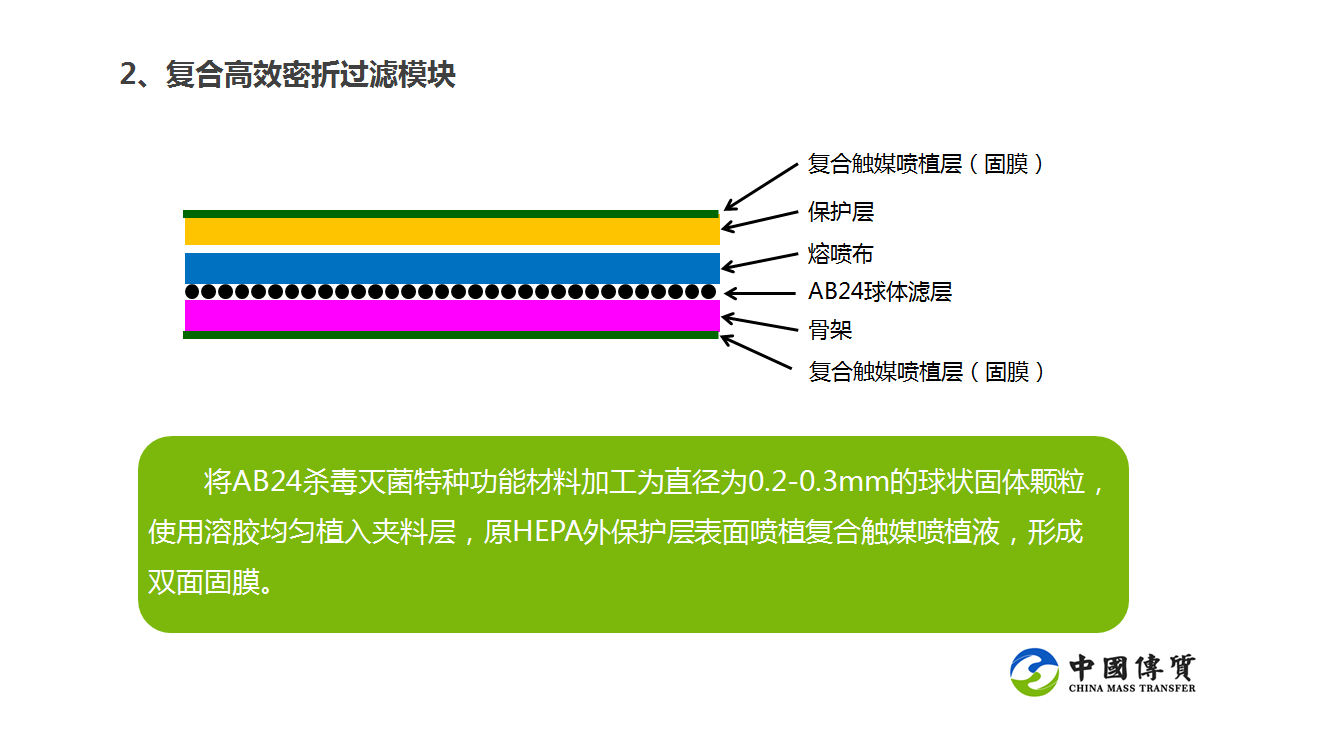 2、复合高效密折过滤模块
复合触媒喷植层（固膜）
保护层
熔喷布
AB24球体滤层
骨架
复合触媒喷植层（固膜）
将AB24杀毒灭菌特种功能材料加工为直径为0.2-0.3mm的球状固体颗粒，
使用溶胶均匀植入夹料层，原HEPA外保护层表面喷植复合触媒喷植液，形成
双面固膜。
中國傳質
CHINA MASS TRANSFER